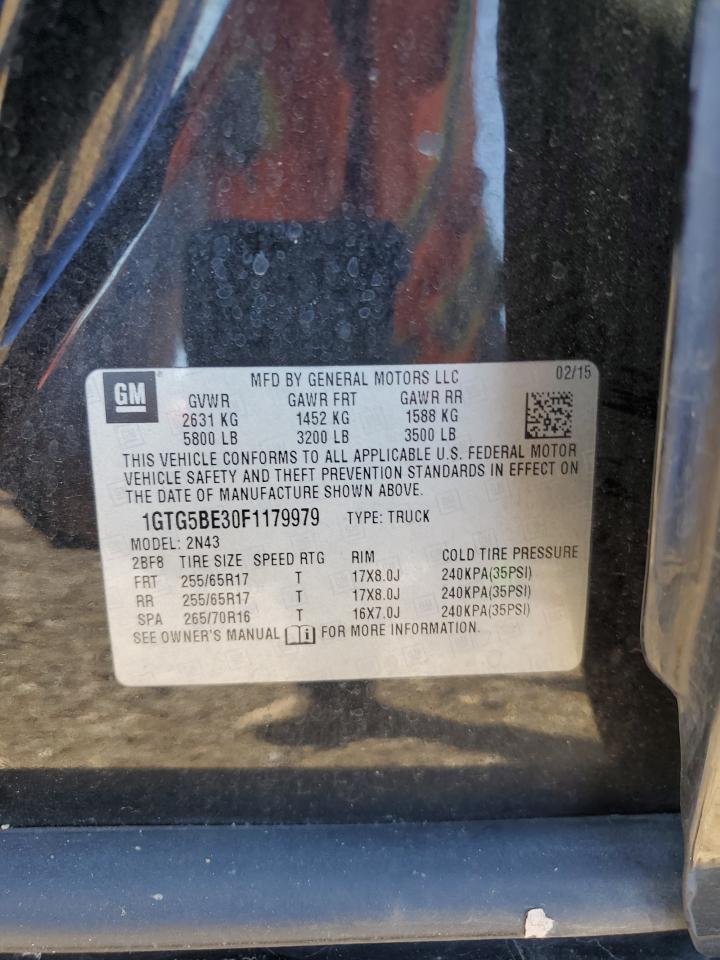 GM
MFD BY GENERAL MOTORS LLC 02/15
GVWR GAWR FRT GAWR RR
2631 KG 1452 KG 1588 KG
5800 LB 3200 LB 3500 LB
THIS VEHICLE CONFORMS TO ALL APPLICABLE U.S. FEDERAL MOTOR
VEHICLE SAFETY AND THEFT PREVENTION STANDARDS IN EFFECT ON
THE DATE OF MANUFACTURE SHOWN ABOVE.
1GTG5BE30F1179979 TYPE: TRUCK
MODEL: 2N43
2BF8 TIRE SIZE SPEED RTG RIM COLD TIRE PRESSURE
FRT 255/65R17 T 17X8.0J 240KPA(35PSI)
RR 255/65R17 T 17X8.0J 240KPA(35PSI)
SPA 265/70R16 T 16X7.0J 240KPA(35PSI)
SEE OWNER'S MANUAL i FOR MORE INFORMATION.